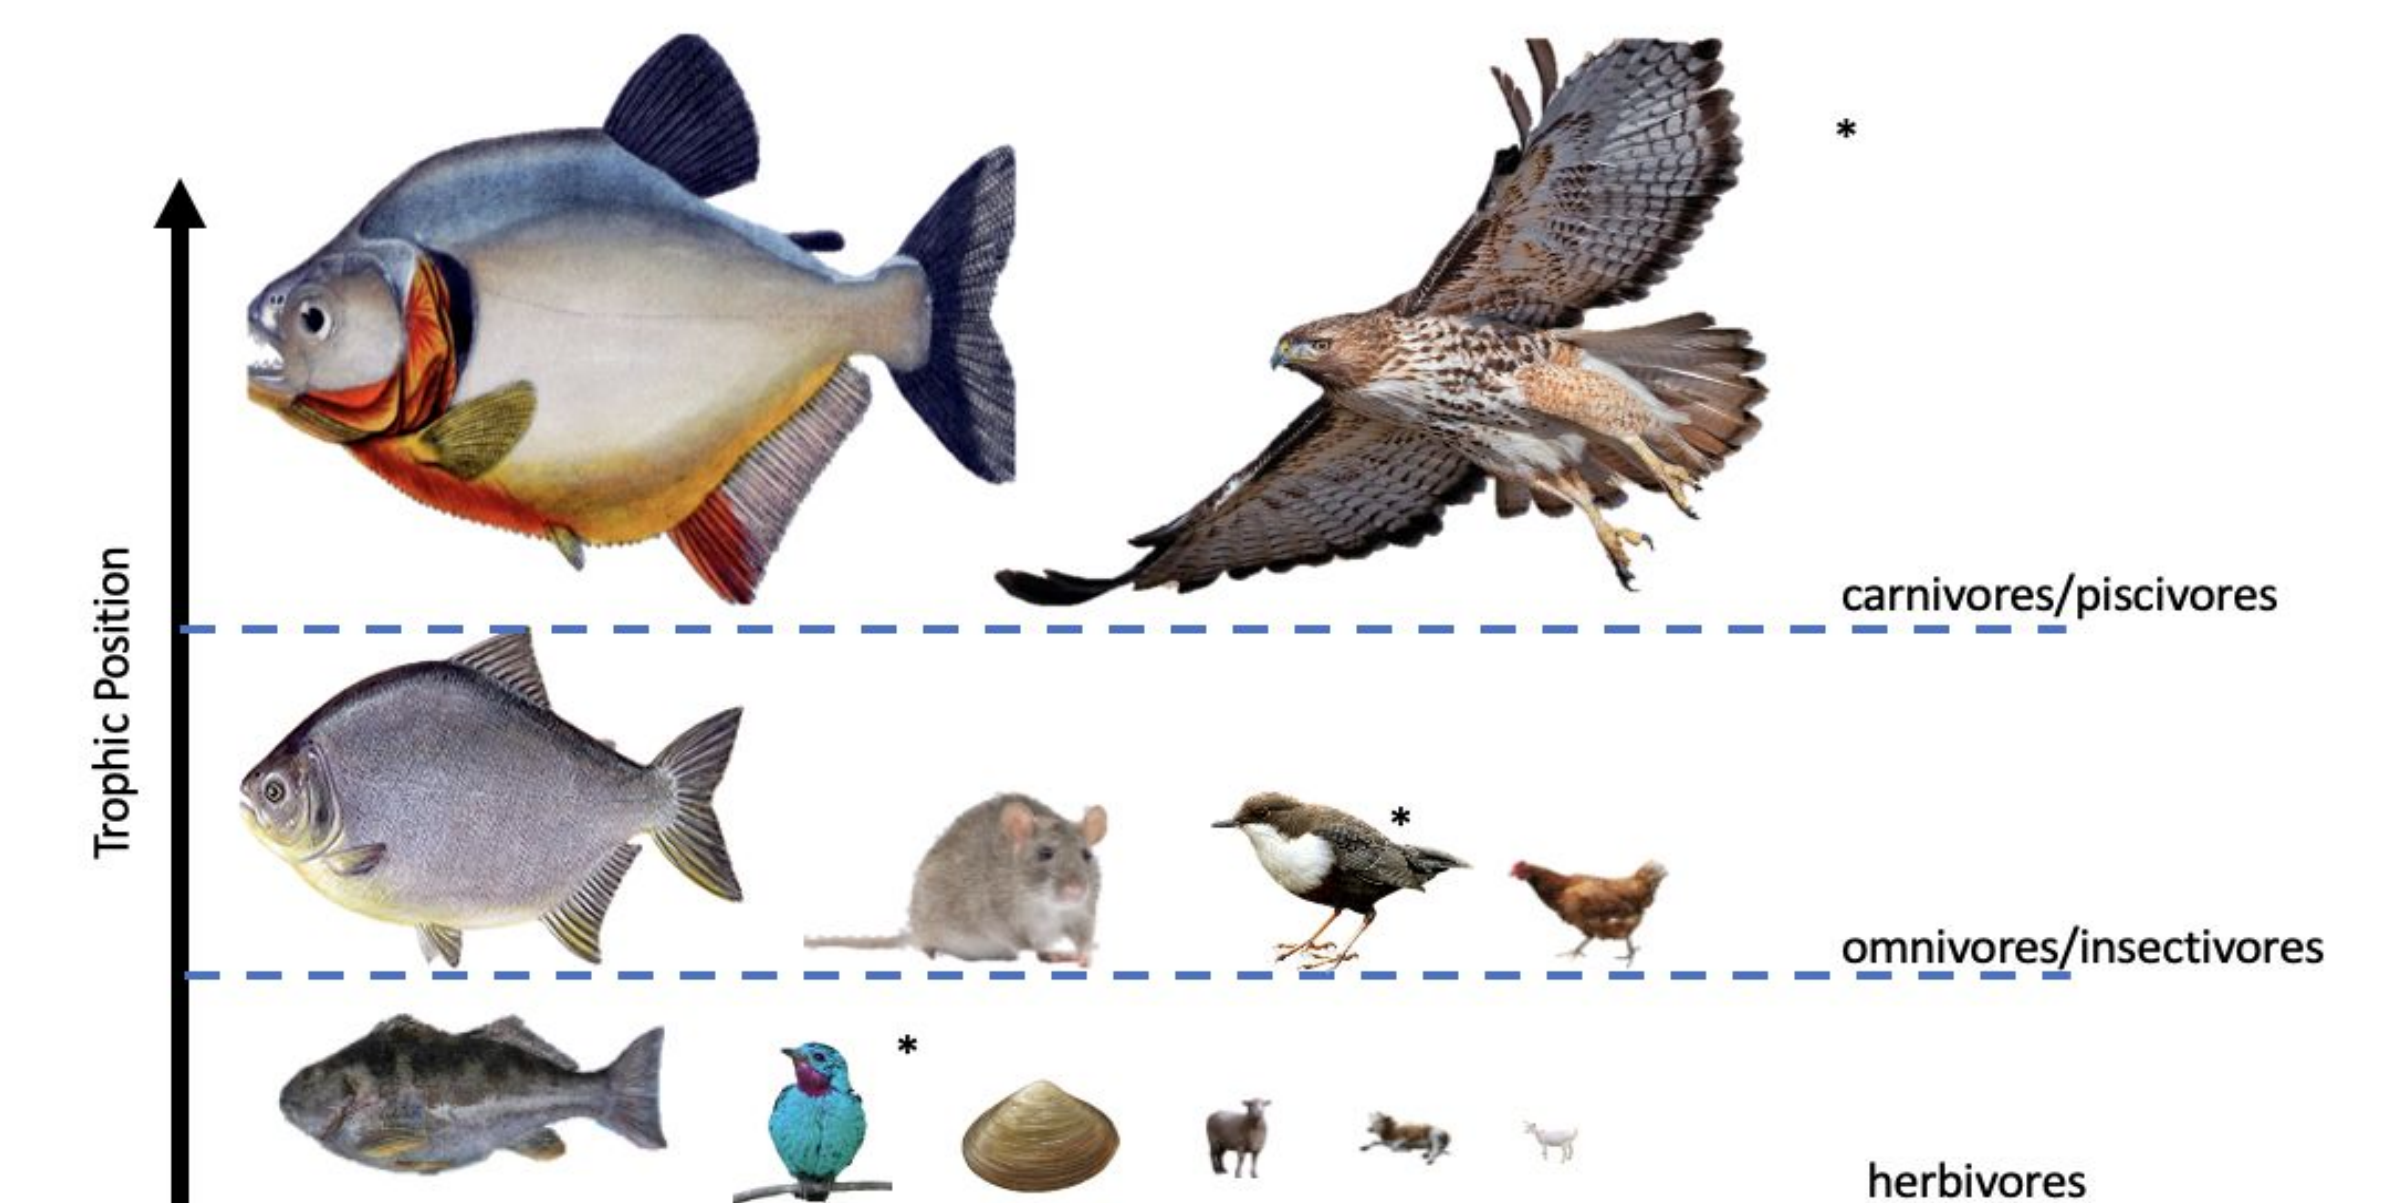 *
carnivores/piscivores
Trophic Position
*
omnivores/insectivores
*
herbivores